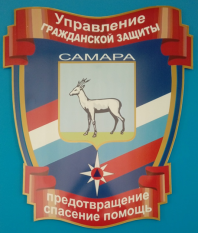 Управление
ГРАЖДАНСКОЙ ЗАЩИТЫ
САМАРА
предотвращение
спасение помощь